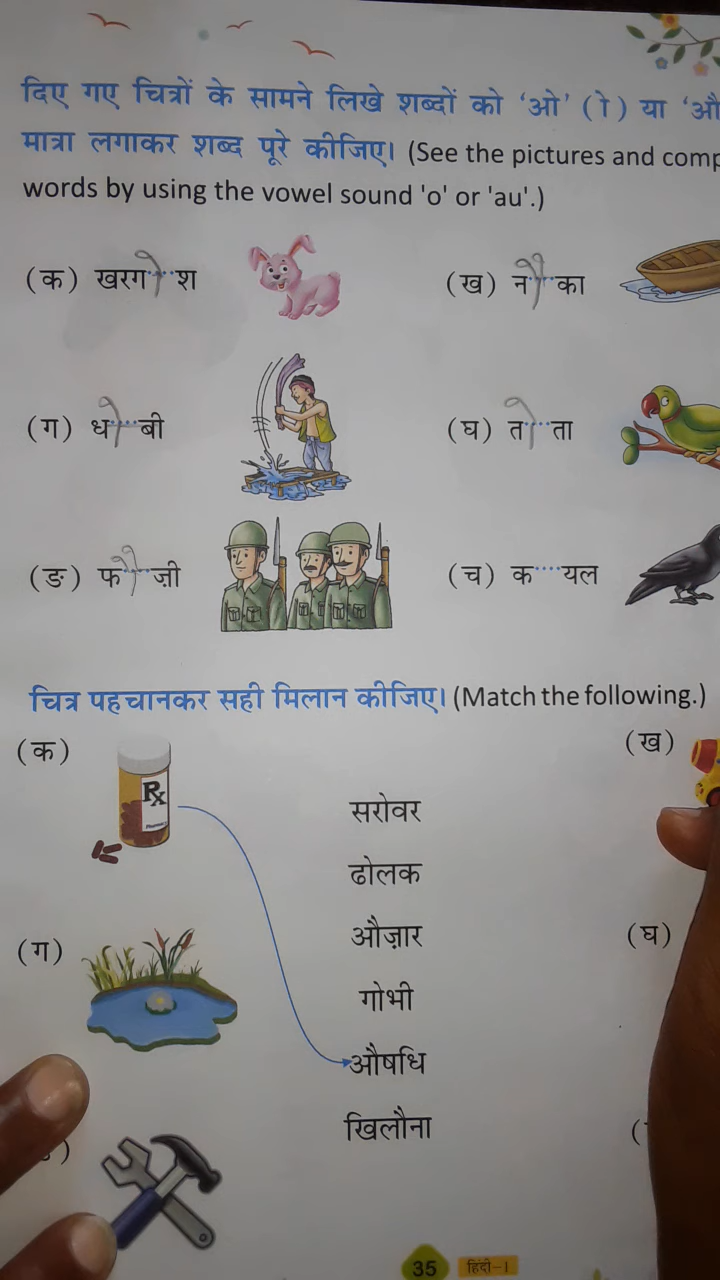 दिए गए चित्रों के सामने लिखे शब्दों को ‘ओ’ (ो) या ‘औ
मात्रा लगाकर शब्द पूरे कीजिए। (See the pictures and comp
words by using the vowel sound 'o' or 'au'.)
(क) खरगोश (ख) नौका
(ग) धोबी (घ) तोता
(ङ) फौज़ी (च) क....यल
चित्र पहचानकर सही मिलान कीजिए। (Match the following.)
(क) (ख)
Rx
सरोवर
ढोलक
(ग) औज़ार (घ)
गोभी
औषधि
खिलौना
35 हिंदी-1